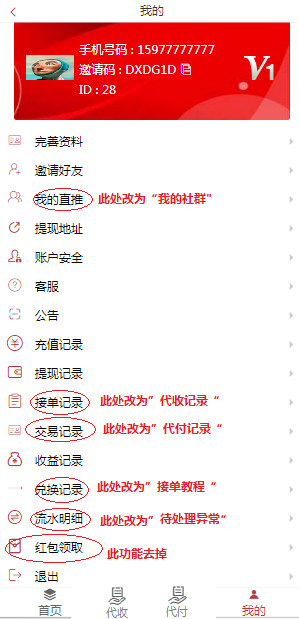 我的
手机号码 : 15977777777
邀请码 : DXDG1D
V1
ID : 28
完善资料
邀请好友
我的直推 此处改为“我的社群"
提现地址
账户安全
客服
公告
充值记录
提现记录
接单记录 此处改为”代收记录“
交易记录 此处改为”代付记录“
收益记录
兑换记录 此处改为”接单教程“
流水明细 此处改为”待处理异常“
红包领取 此功能去掉
退出
首页 代收 代付 我的